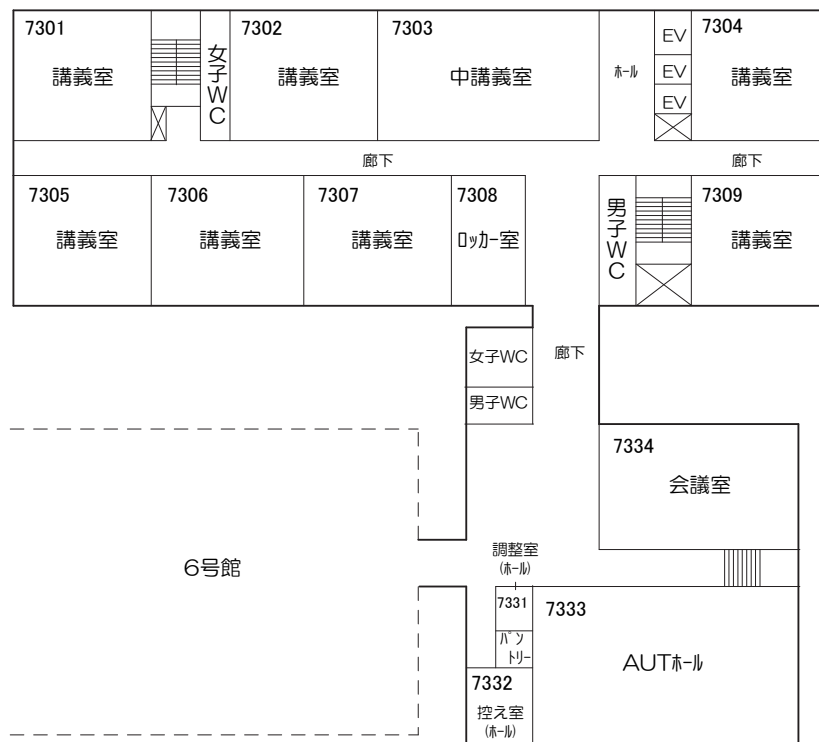 7301
講義室
女子WC
7302
講義室
7303
中講義室
ホール
EV
EV
EV
7304
講義室
廊下
廊下
7305
講義室
7306
講義室
7307
講義室
7308
ロッカー室
男子WC
7309
講義室
女子WC
廊下
男子WC
7334
会議室
6号館
調整室
(ホール)
7331
7333
パン
トリー
AUTホール
7332
控え室
(ホール)